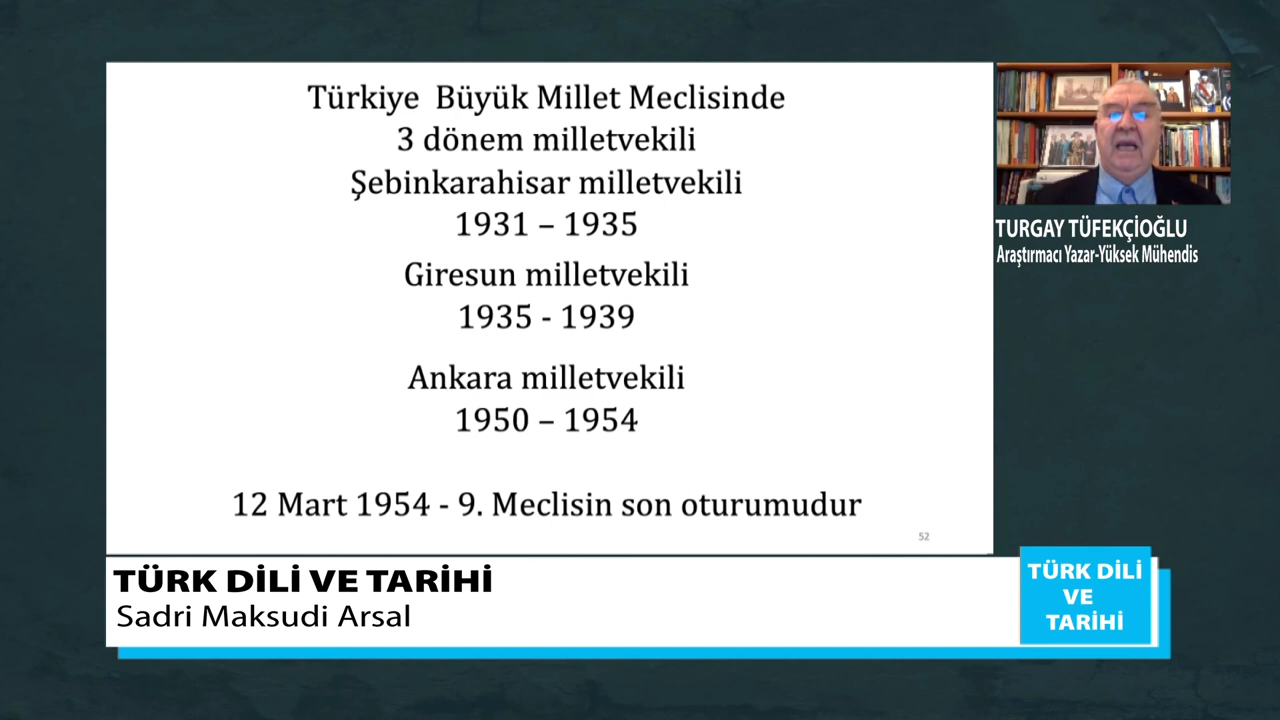 Türkiye Büyük Millet Meclisinde
3 dönem milletvekili
Şebinkarahisar milletvekili
1931 – 1935
Giresun milletvekili
1935 - 1939
Ankara milletvekili
1950 – 1954
12 Mart 1954 - 9. Meclisin son oturumudur
52
TURGAY TÜFEKÇİOĞLU
Araştırmacı Yazar-Yüksek Mühendis
TÜRK DİLİ VE TARİHİ
Sadri Maksudi Arsal
TÜRK DİLİ
VE
TARİHİ